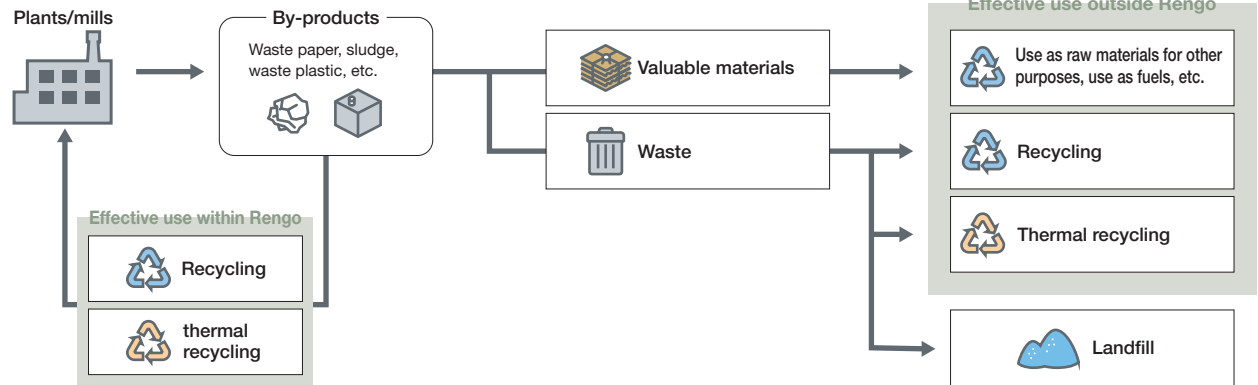 Plants/mills
By-products
Waste paper, sludge,
waste plastic, etc.
Valuable materials
Waste
Effective use outside Rengo
Use as raw materials for other
purposes, use as fuels, etc.
Recycling
Thermal recycling
Landfill
Effective use within Rengo
Recycling
thermal
recycling